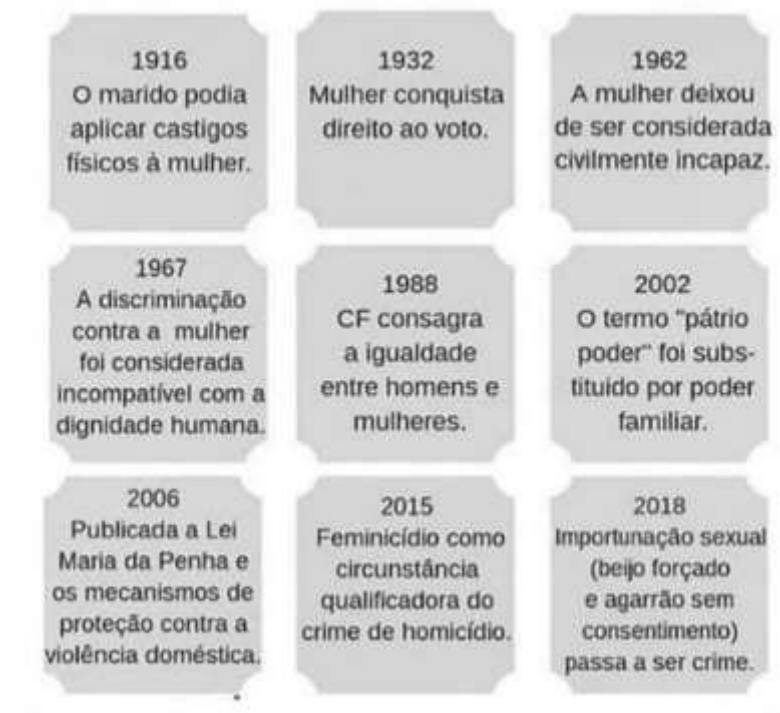 1916
O marido podia
aplicar castigos
físicos à mulher.
1932
Mulher conquista
direito ao voto.
1962
A mulher deixou
de ser considerada
civilmente incapaz.
1967
A discriminação
contra a mulher
foi considerada
incompatível com a
dignidade humana.
1988
CF consagra
a igualdade
entre homens e
mulheres.
2002
O termo "pátrio
poder" foi subs-
tituido por poder
familiar.
2006
Publicada a Lei
Maria da Penha e
os mecanismos de
proteção contra a
violência doméstica.
2015
Feminicídio como
circunstância
qualificadora do
crime de homicídio.
2018
Importunação sexual
(beijo forçado
e agarrão sem
consentimento)
passa a ser crime.